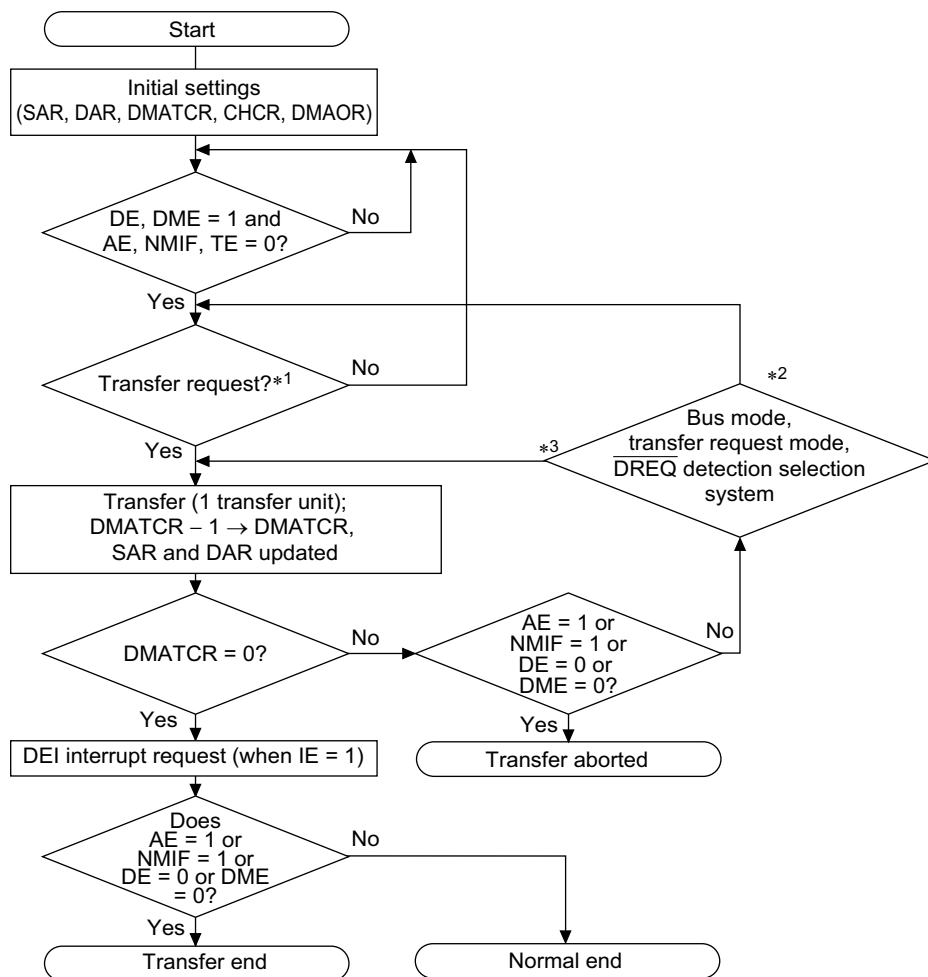 Start
Initial settings
(SAR, DAR, DMATCR, CHCR, DMAOR)
DE, DME = 1 and
AE, NMIF, TE = 0?
No
Yes
Transfer request?*1
No
Yes
*2
Bus mode,
transfer request mode,
DREQ detection selection
system
*3
Transfer (1 transfer unit);
DMATCR – 1 → DMATCR,
SAR and DAR updated
DMATCR = 0?
No
AE = 1 or
NMIF = 1 or
DE = 0 or
DME = 0?
No
Yes
Yes
DEI interrupt request (when IE = 1)
Transfer aborted
Does
AE = 1 or
NMIF = 1 or
DE = 0 or DME
= 0?
No
Yes
Transfer end
Normal end